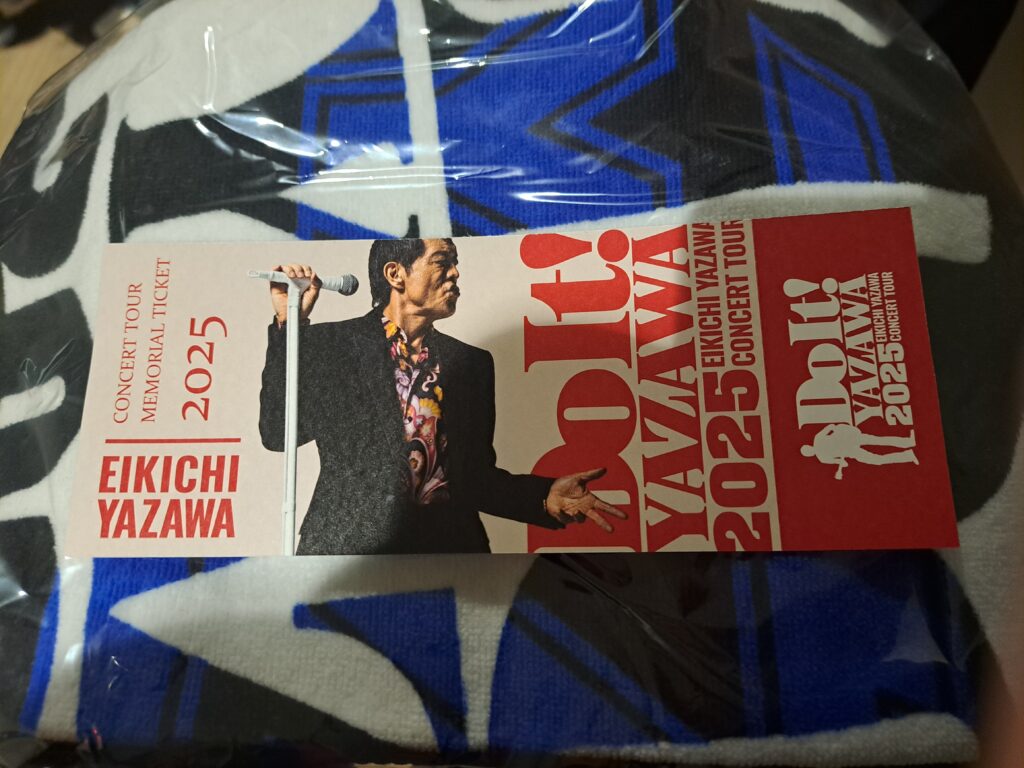 CONCERT TOUR
MEMORIAL TICKET
2025
EIKICHI
YAZAWA
Do It!
YAZAWA
2025
EIKICHI YAZAWA
CONCERT TOUR
Do It!
YAZAWA
2025
EIKICHI YAZAWA
CONCERT TOUR